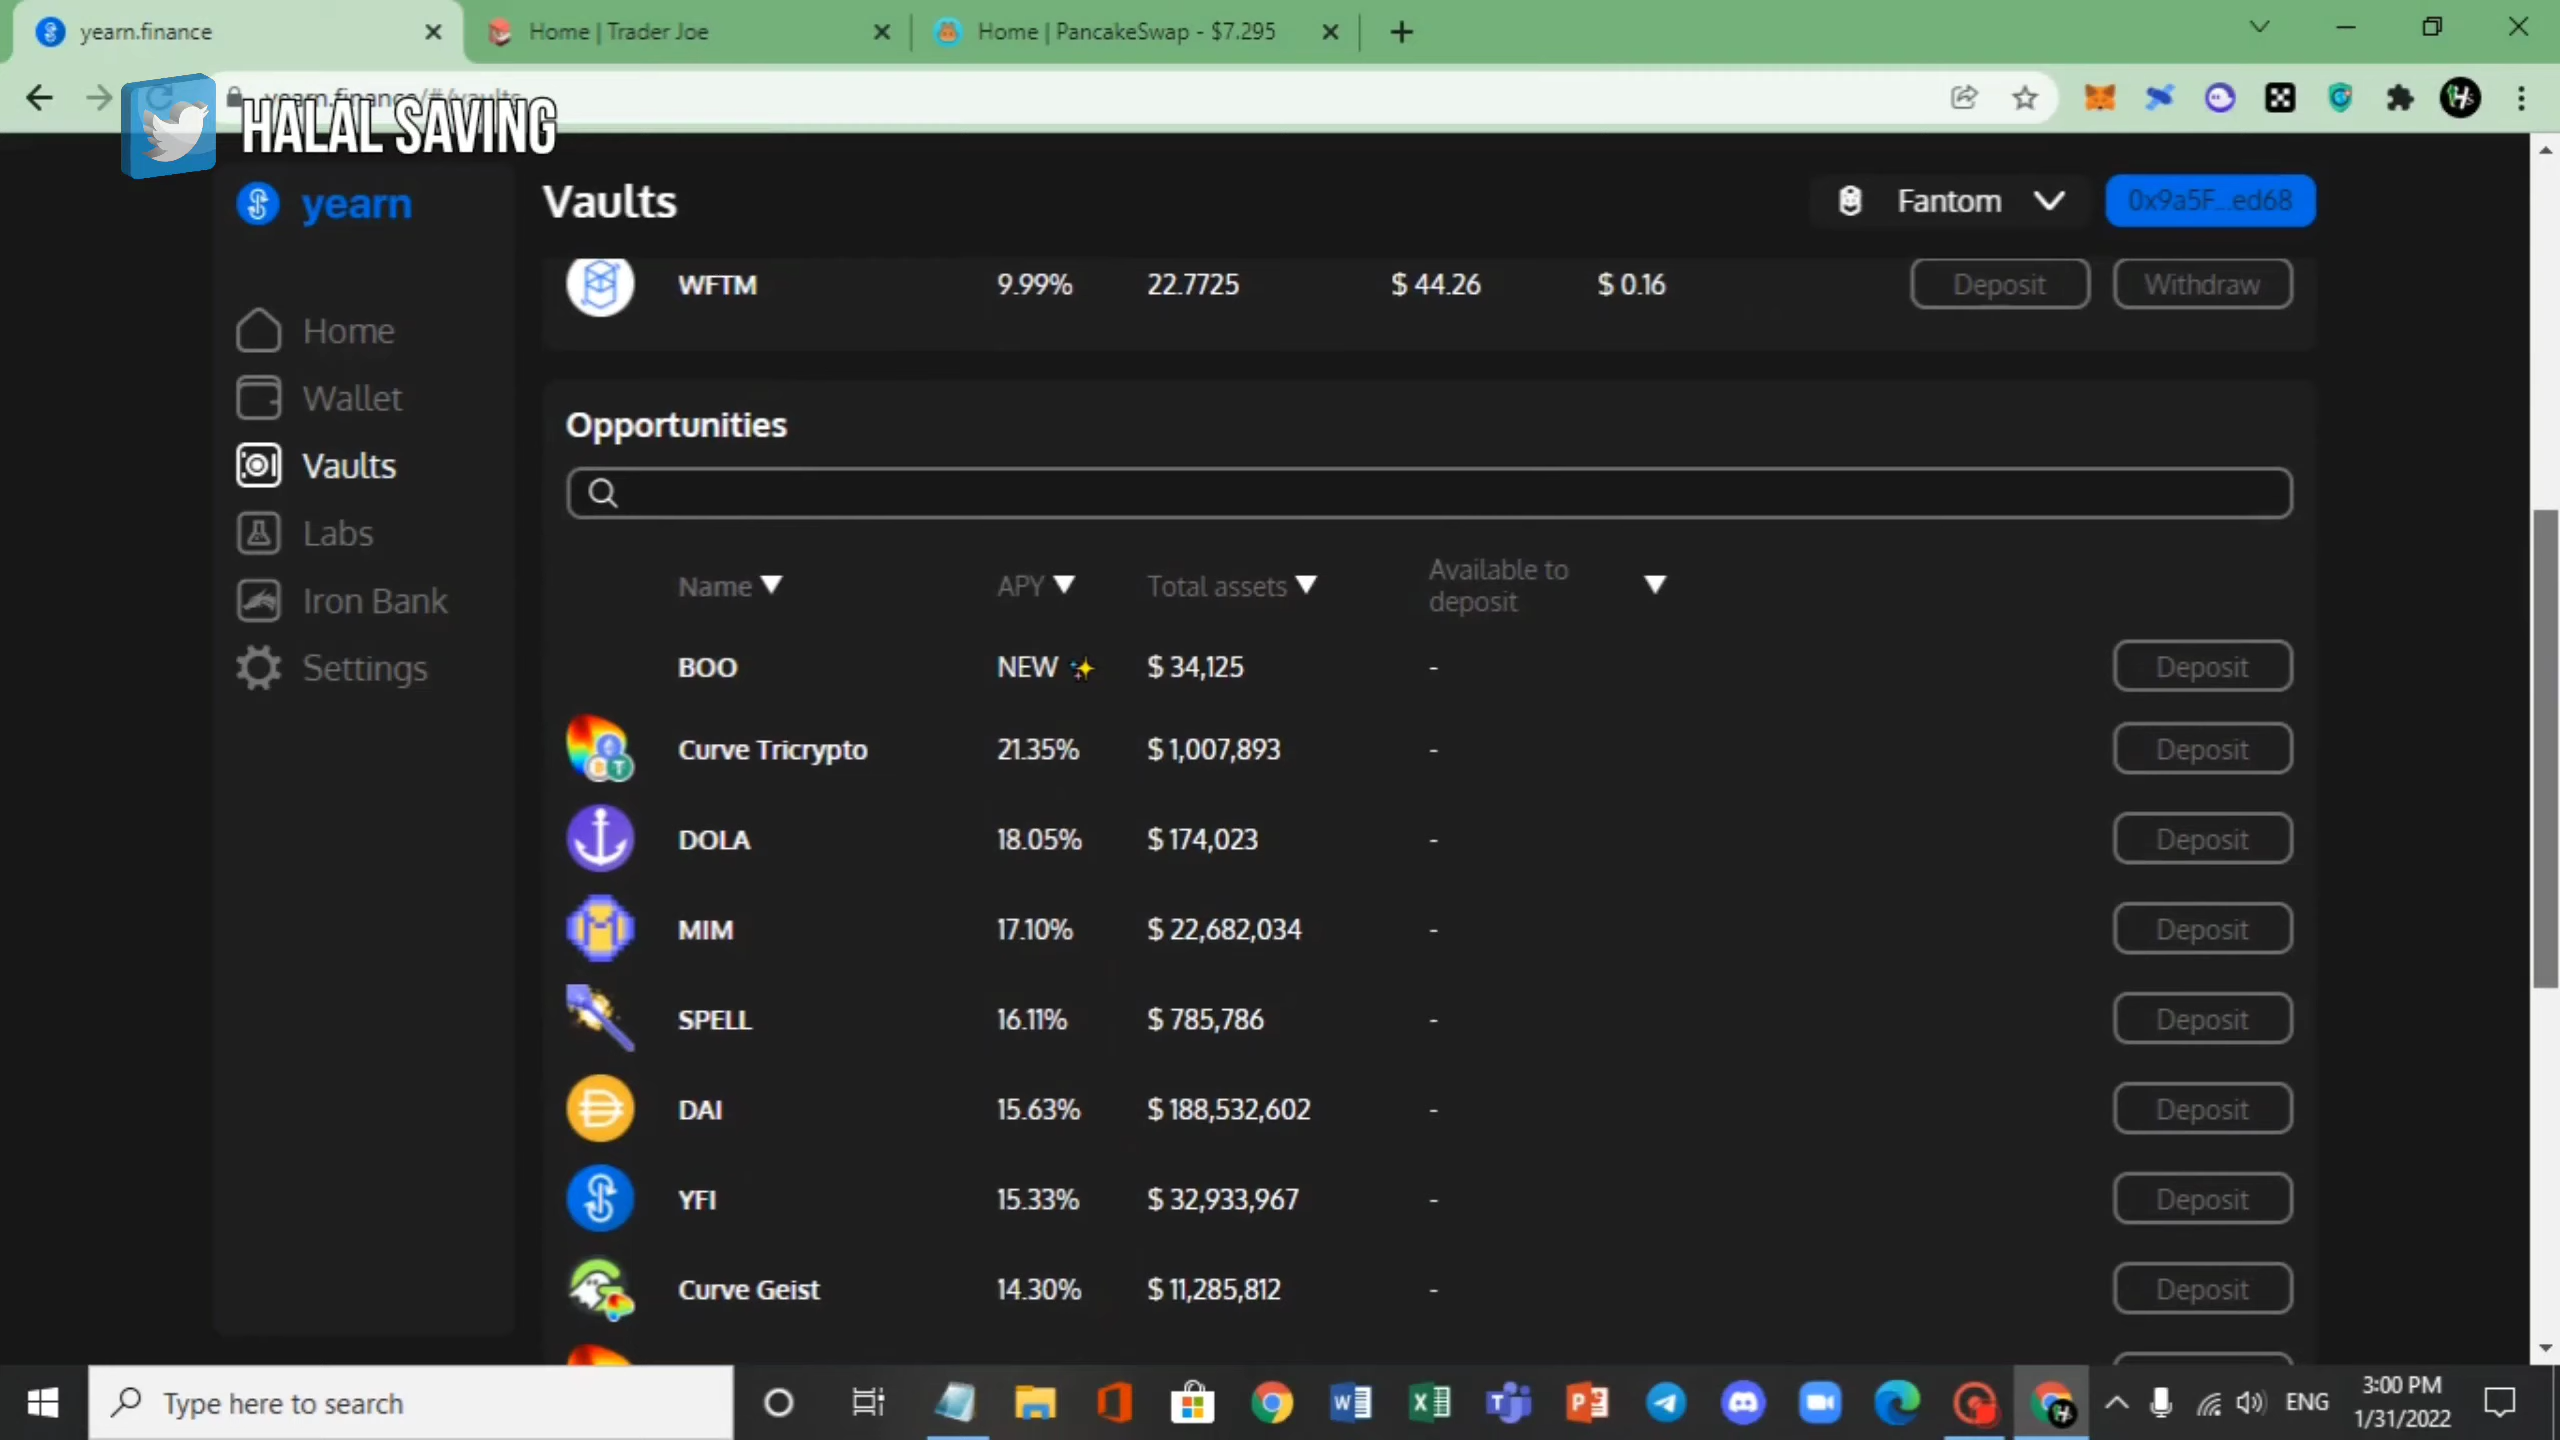 yearn.finance
Home | Trader Joe
Home | PancakeSwap - $7.295
yearn.finance/#/vaults
HALAL SAVING
yearn
Vaults
Fantom
0x9a5F...ed68
WFTM 9.99% 22.7725 $ 44.26 $ 0.16 Deposit Withdraw
Home
Wallet
Vaults
Labs
Iron Bank
Settings
Opportunities
Name APY Total assets Available to deposit
BOO NEW $ 34,125 - Deposit
Curve Tricrypto 21.35% $ 1,007,893 - Deposit
DOLA 18.05% $ 174,023 - Deposit
MIM 17.10% $ 22,682,034 - Deposit
SPELL 16.11% $ 785,786 - Deposit
DAI 15.63% $ 188,532,602 - Deposit
YFI 15.33% $ 32,933,967 - Deposit
Curve Geist 14.30% $ 11,285,812 - Deposit
Type here to search
ENG
3:00 PM
1/31/2022